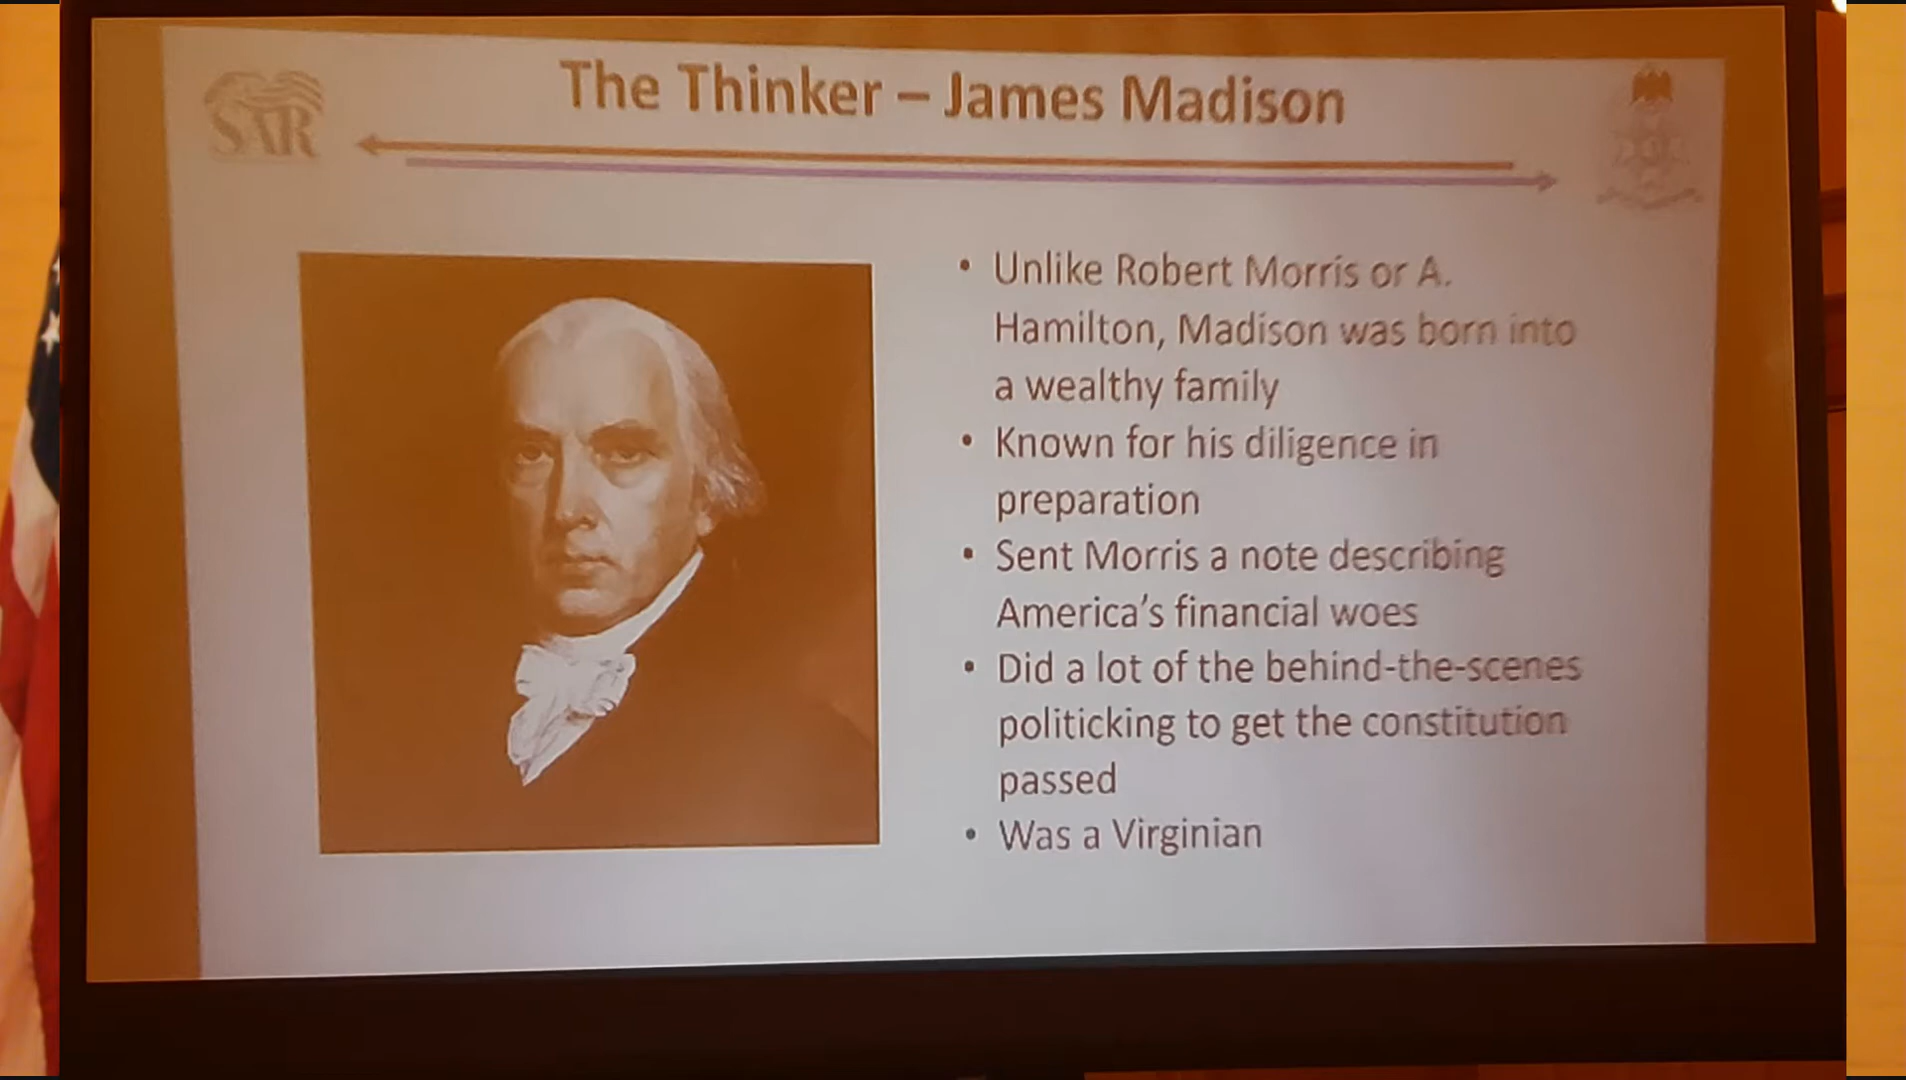 The Thinker – James Madison
SAR
• Unlike Robert Morris or A.
Hamilton, Madison was born into
a wealthy family
• Known for his diligence in
preparation
• Sent Morris a note describing
America's financial woes
• Did a lot of the behind-the-scenes
politicking to get the constitution
passed
• Was a Virginian